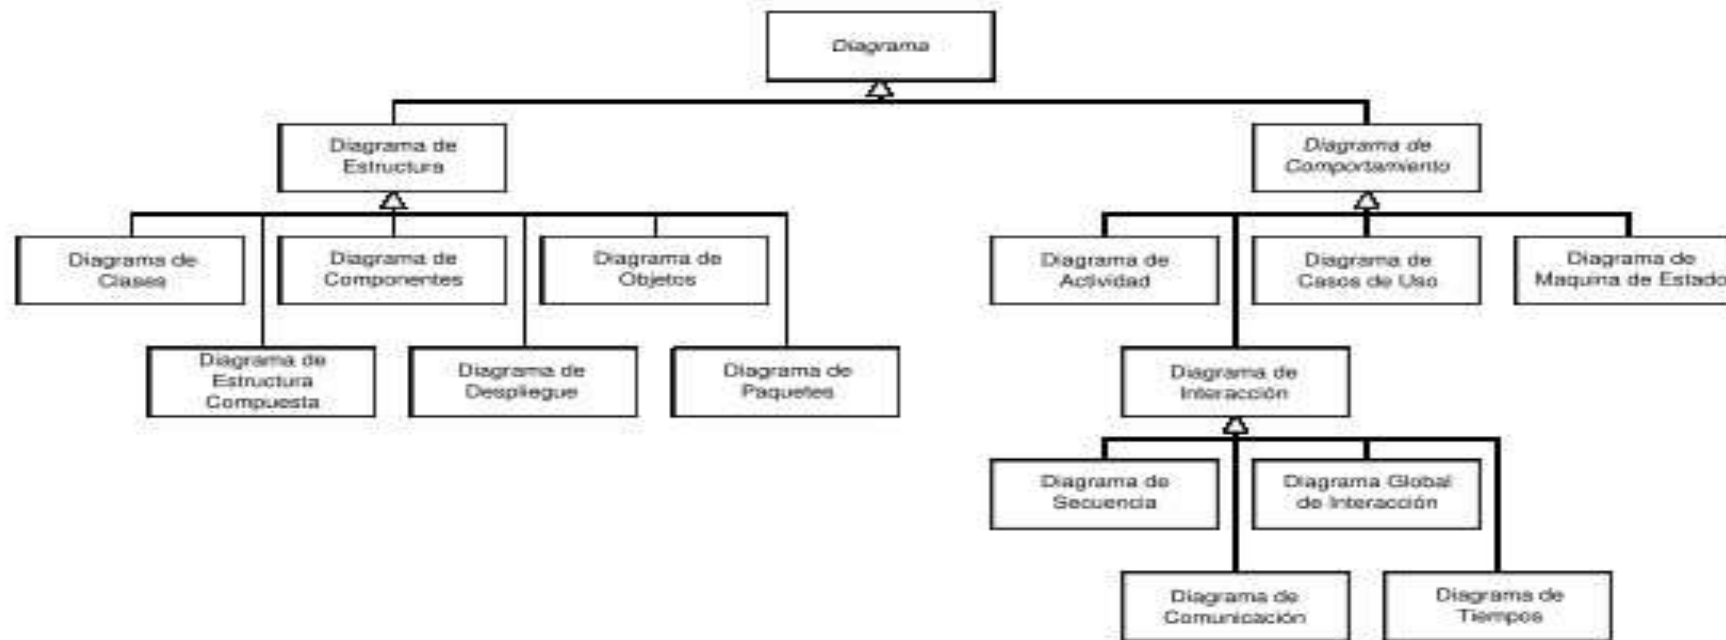 Diagrama
Diagrama de
Estructura
Diagrama de
Comportamiento
Diagrama de
Clases
Diagrama de
Componentes
Diagrama de
Objetos
Diagrama de
Actividad
Diagrama de
Casos de Uso
Diagrama de
Maquina de Estado
Diagrama de
Estructura
Compuesta
Diagrama de
Despliegue
Diagrama de
Paquetes
Diagrama de
Interacción
Diagrama de
Secuencia
Diagrama Global
de Interacción
Diagrama de
Comunicación
Diagrama de
Tiempos